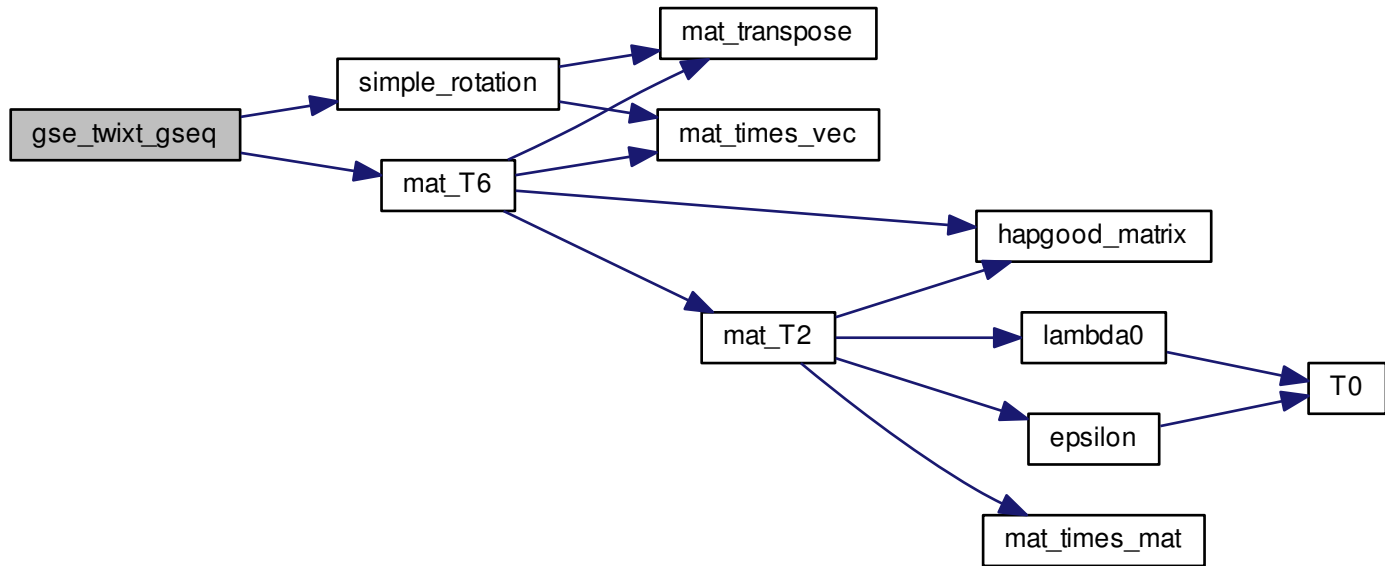 mat_transpose
simple_rotation
gse_twixt_gseq
mat_times_vec
mat_T6
hapgood_matrix
mat_T2
lambda0
T0
epsilon
mat_times_mat